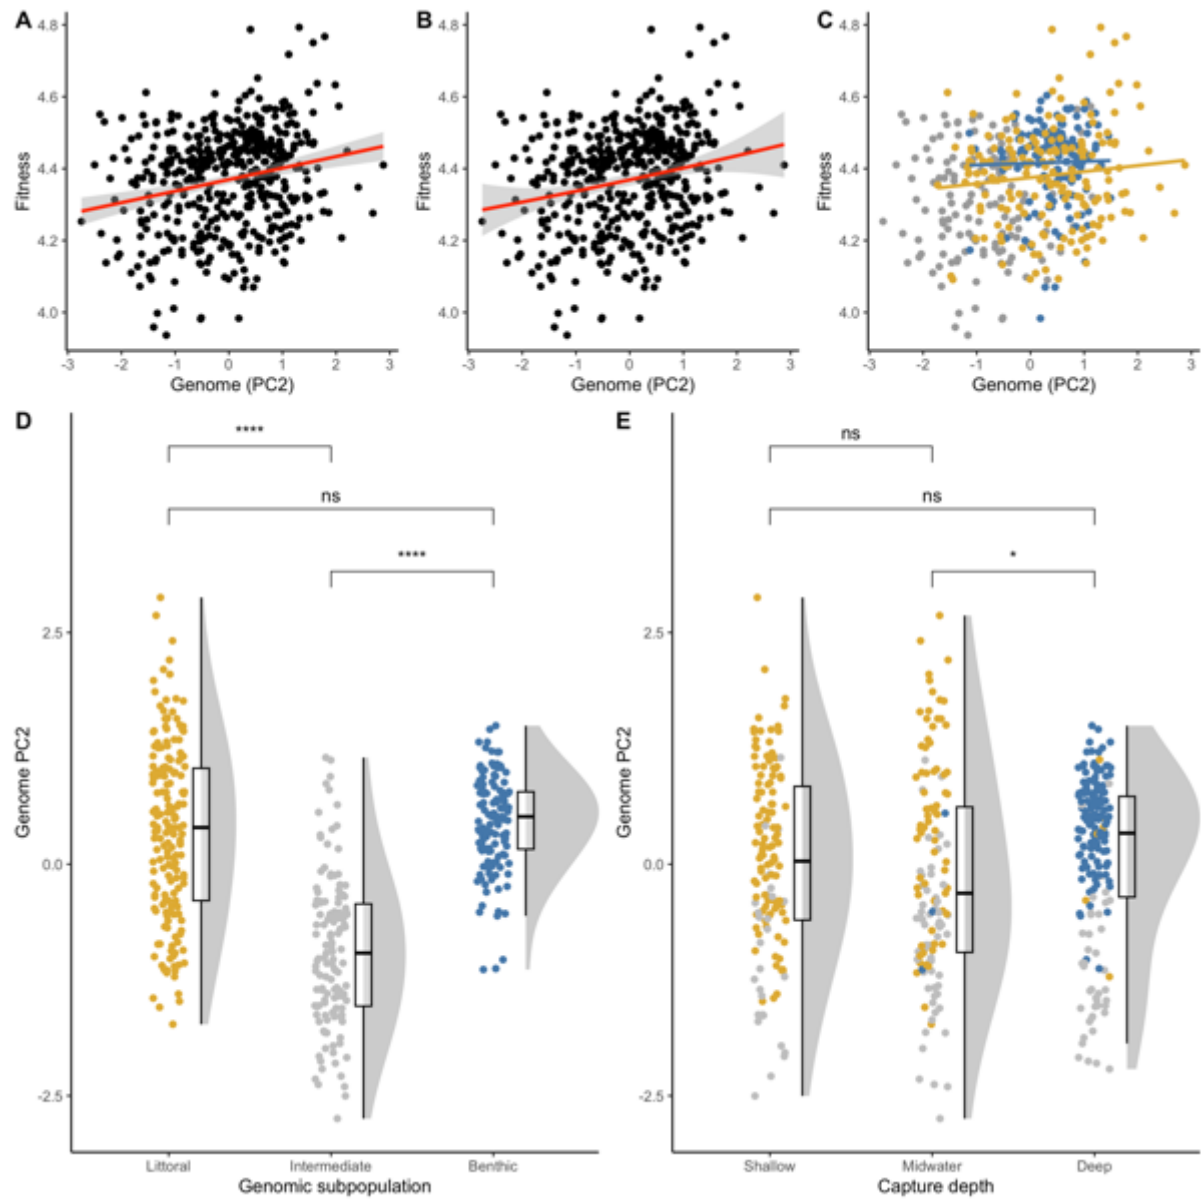 A
B
C
4.8
4.6
4.4
4.2
4.0
Fitness
-3 -2 -1 0 1 2 3
Genome (PC2)
4.8
4.6
4.4
4.2
4.0
Fitness
-3 -2 -1 0 1 2 3
Genome (PC2)
4.8
4.6
4.4
4.2
4.0
Fitness
-3 -2 -1 0 1 2 3
Genome (PC2)
D
****
ns
****
2.5
0.0
-2.5
Genome PC2
Littoral Intermediate Benthic
Genomic subpopulation
E
ns
ns
*
2.5
0.0
-2.5
Genome PC2
Shallow Midwater Deep
Capture depth